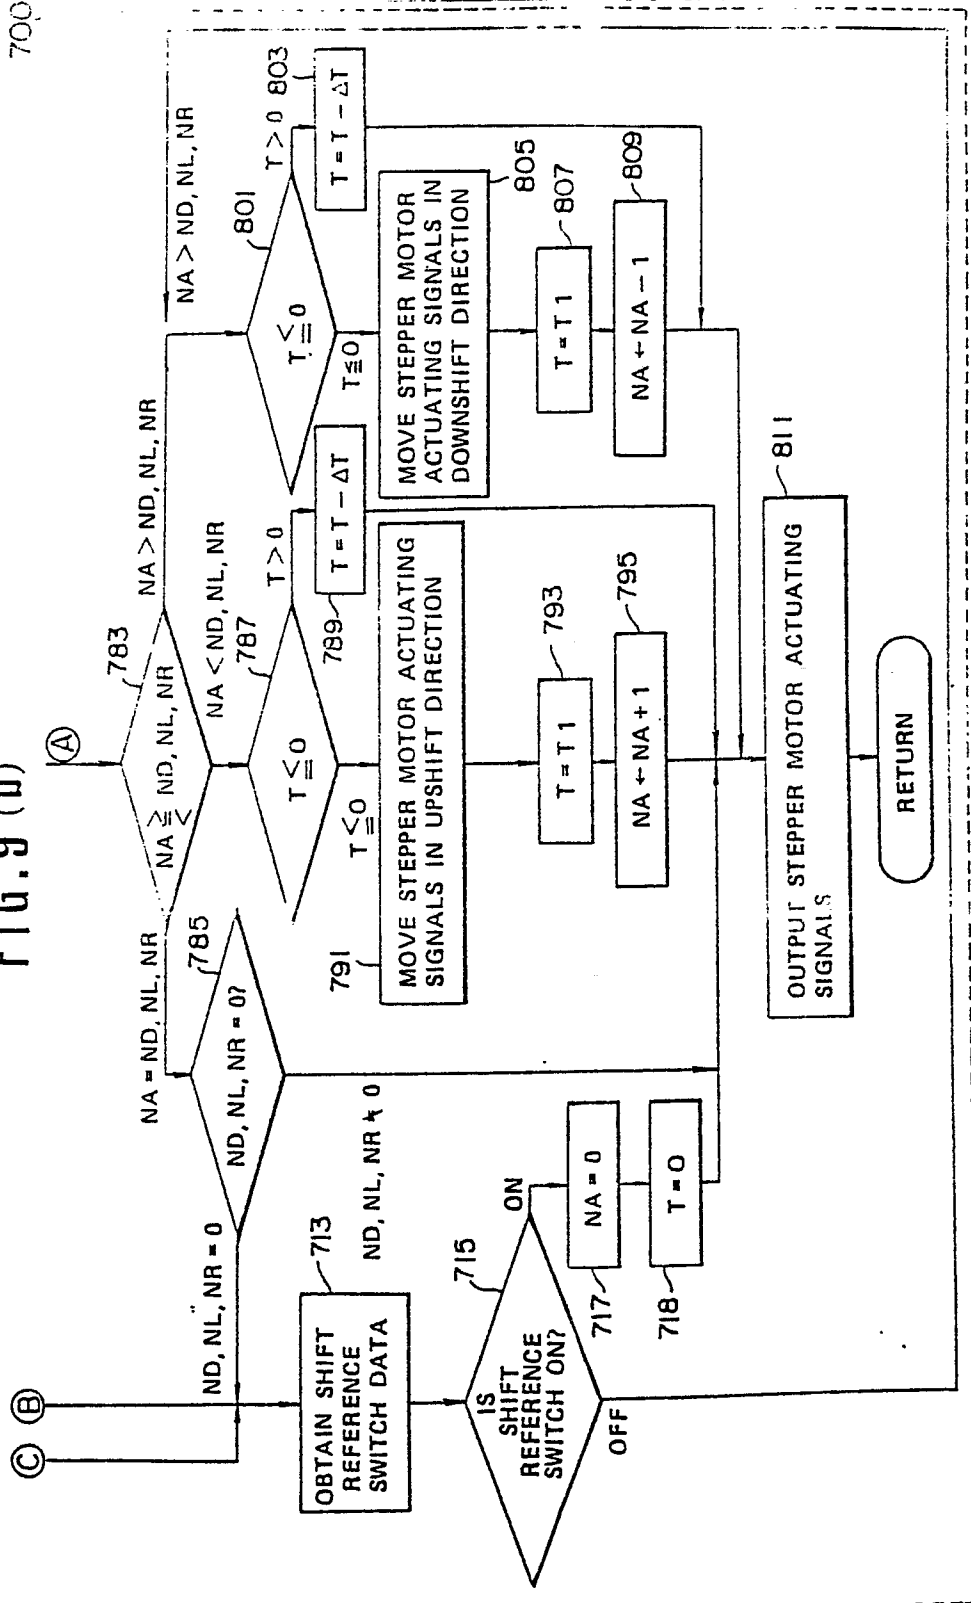 FIG. 9 (b)
700
A
783
NA ≧< ND, NL, NR
NA = ND, NL, NR
NA > ND, NL, NR
NA > ND, NL, NR
NA < ND, NL, NR
785
ND, NL, NR = 0?
ND, NL, NR = 0
ND, NL, NR ≠ 0
787
T ≦ 0
T > 0
T ≦ 0
789
T = T - ΔT
801
T ≦ 0
T > 0
T ≦ 0
803
T = T - ΔT
791
MOVE STEPPER MOTOR ACTUATING
SIGNALS IN UPSHIFT DIRECTION
805
MOVE STEPPER MOTOR
ACTUATING SIGNALS IN
DOWNSHIFT DIRECTION
793
T = T1
807
T = T1
795
NA ← NA + 1
809
NA ← NA - 1
C
B
713
OBTAIN SHIFT
REFERENCE
SWITCH DATA
715
IS
SHIFT
REFERENCE
SWITCH ON?
ON
OFF
717
NA = 0
718
T = 0
811
OUTPUT STEPPER MOTOR ACTUATING
SIGNALS
RETURN